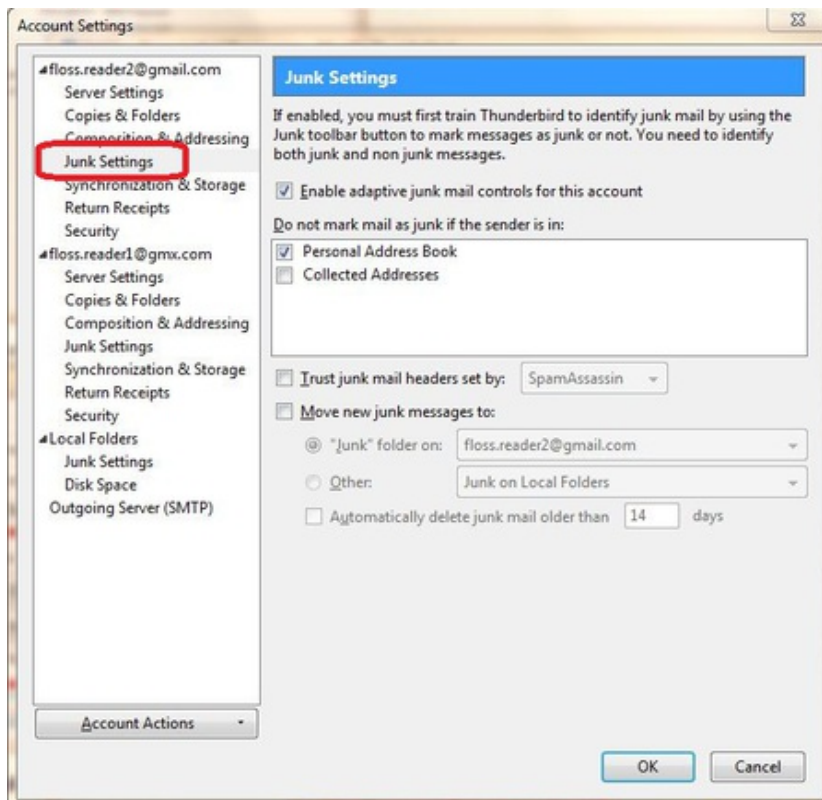 Account Settings
floss.reader2@gmail.com
Server Settings
Copies & Folders
Composition & Addressing
Junk Settings
Synchronization & Storage
Return Receipts
Security
floss.reader1@gmx.com
Server Settings
Copies & Folders
Composition & Addressing
Junk Settings
Synchronization & Storage
Return Receipts
Security
Local Folders
Junk Settings
Disk Space
Outgoing Server (SMTP)
Account Actions
Junk Settings
If enabled, you must first train Thunderbird to identify junk mail by using the
Junk toolbar button to mark messages as junk or not. You need to identify
both junk and non junk messages.
Enable adaptive junk mail controls for this account
Do not mark mail as junk if the sender is in:
Personal Address Book
Collected Addresses
Trust junk mail headers set by: SpamAssassin
Move new junk messages to:
"Junk" folder on: floss.reader2@gmail.com
Other: Junk on Local Folders
Automatically delete junk mail older than 14 days
OK Cancel